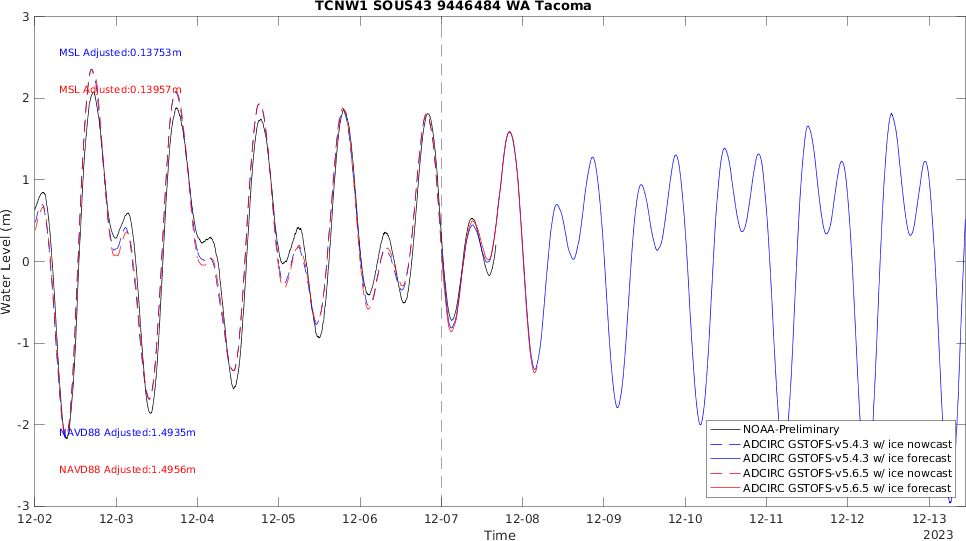 TCNW1 SOUS43 9446484 WA Tacoma
3
MSL Adjusted:0.13753m
MSL Adjusted:0.13957m
2
1
0
-1
-2
-3
Water Level (m)
NAVD88 Adjusted:1.4935m
NAVD88 Adjusted:1.4956m
NOAA-Preliminary
ADCIRC GSTOFS-v5.4.3 w/ ice nowcast
ADCIRC GSTOFS-v5.4.3 w/ ice forecast
ADCIRC GSTOFS-v5.6.5 w/ ice nowcast
ADCIRC GSTOFS-v5.6.5 w/ ice forecast
12-02 12-03 12-04 12-05 12-06 12-07 12-08 12-09 12-10 12-11 12-12 12-13
Time
2023